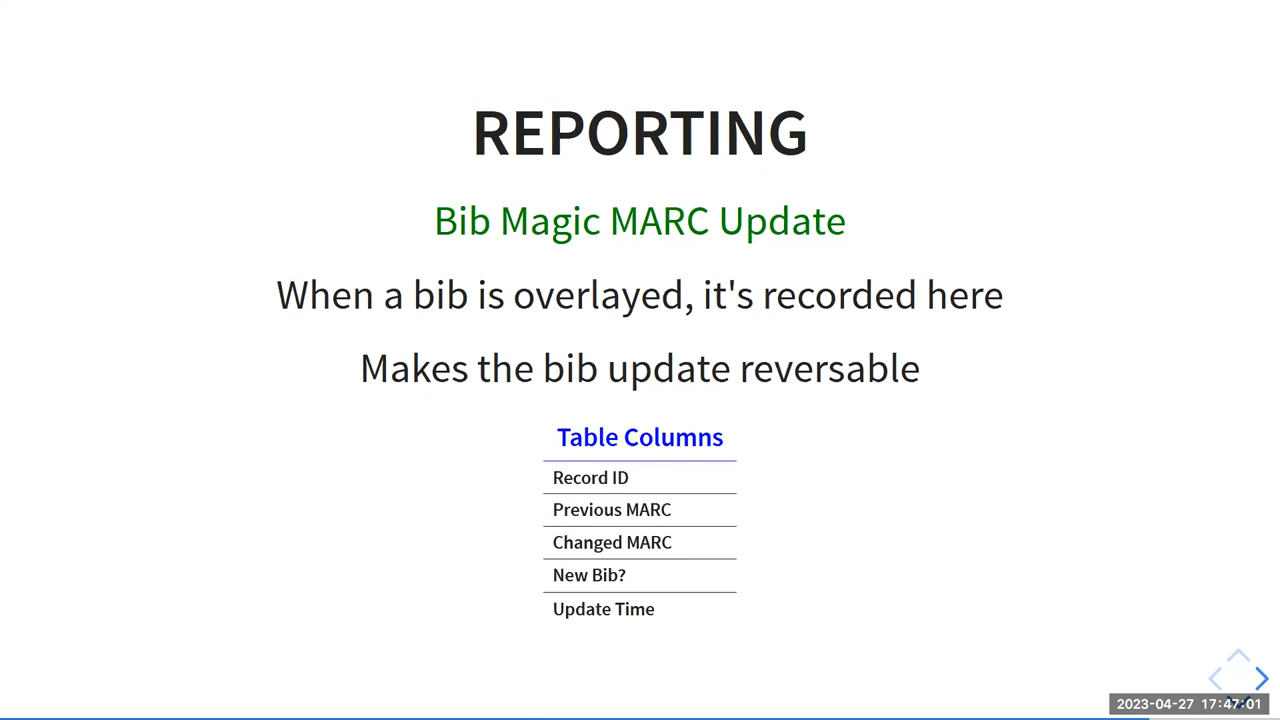 REPORTING
Bib Magic MARC Update
When a bib is overlayed, it's recorded here
Makes the bib update reversable
Table Columns
Record ID
Previous MARC
Changed MARC
New Bib?
Update Time
2023-04-27 17:47:01